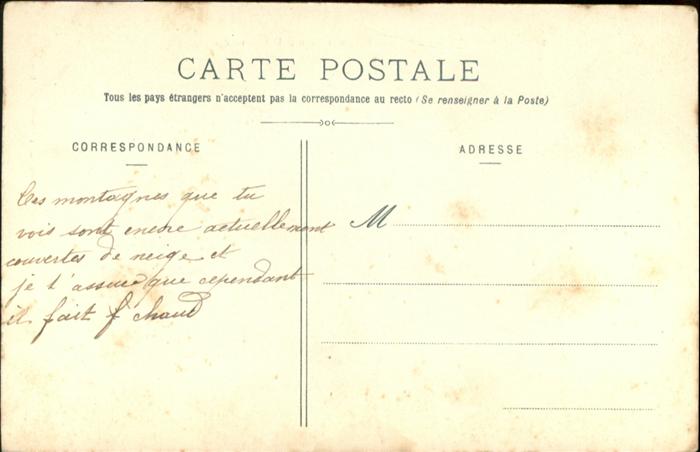 CARTE POSTALE
Tous les pays étrangers n'acceptent pas la correspondance au recto (Se renseigner à la Poste)
CORRESPONDANCE
Ces montagnes que tu
vois sont encore actuellement
couvertes de neige et
je t'assure que cependant
il fait f chaud
ADRESSE
M